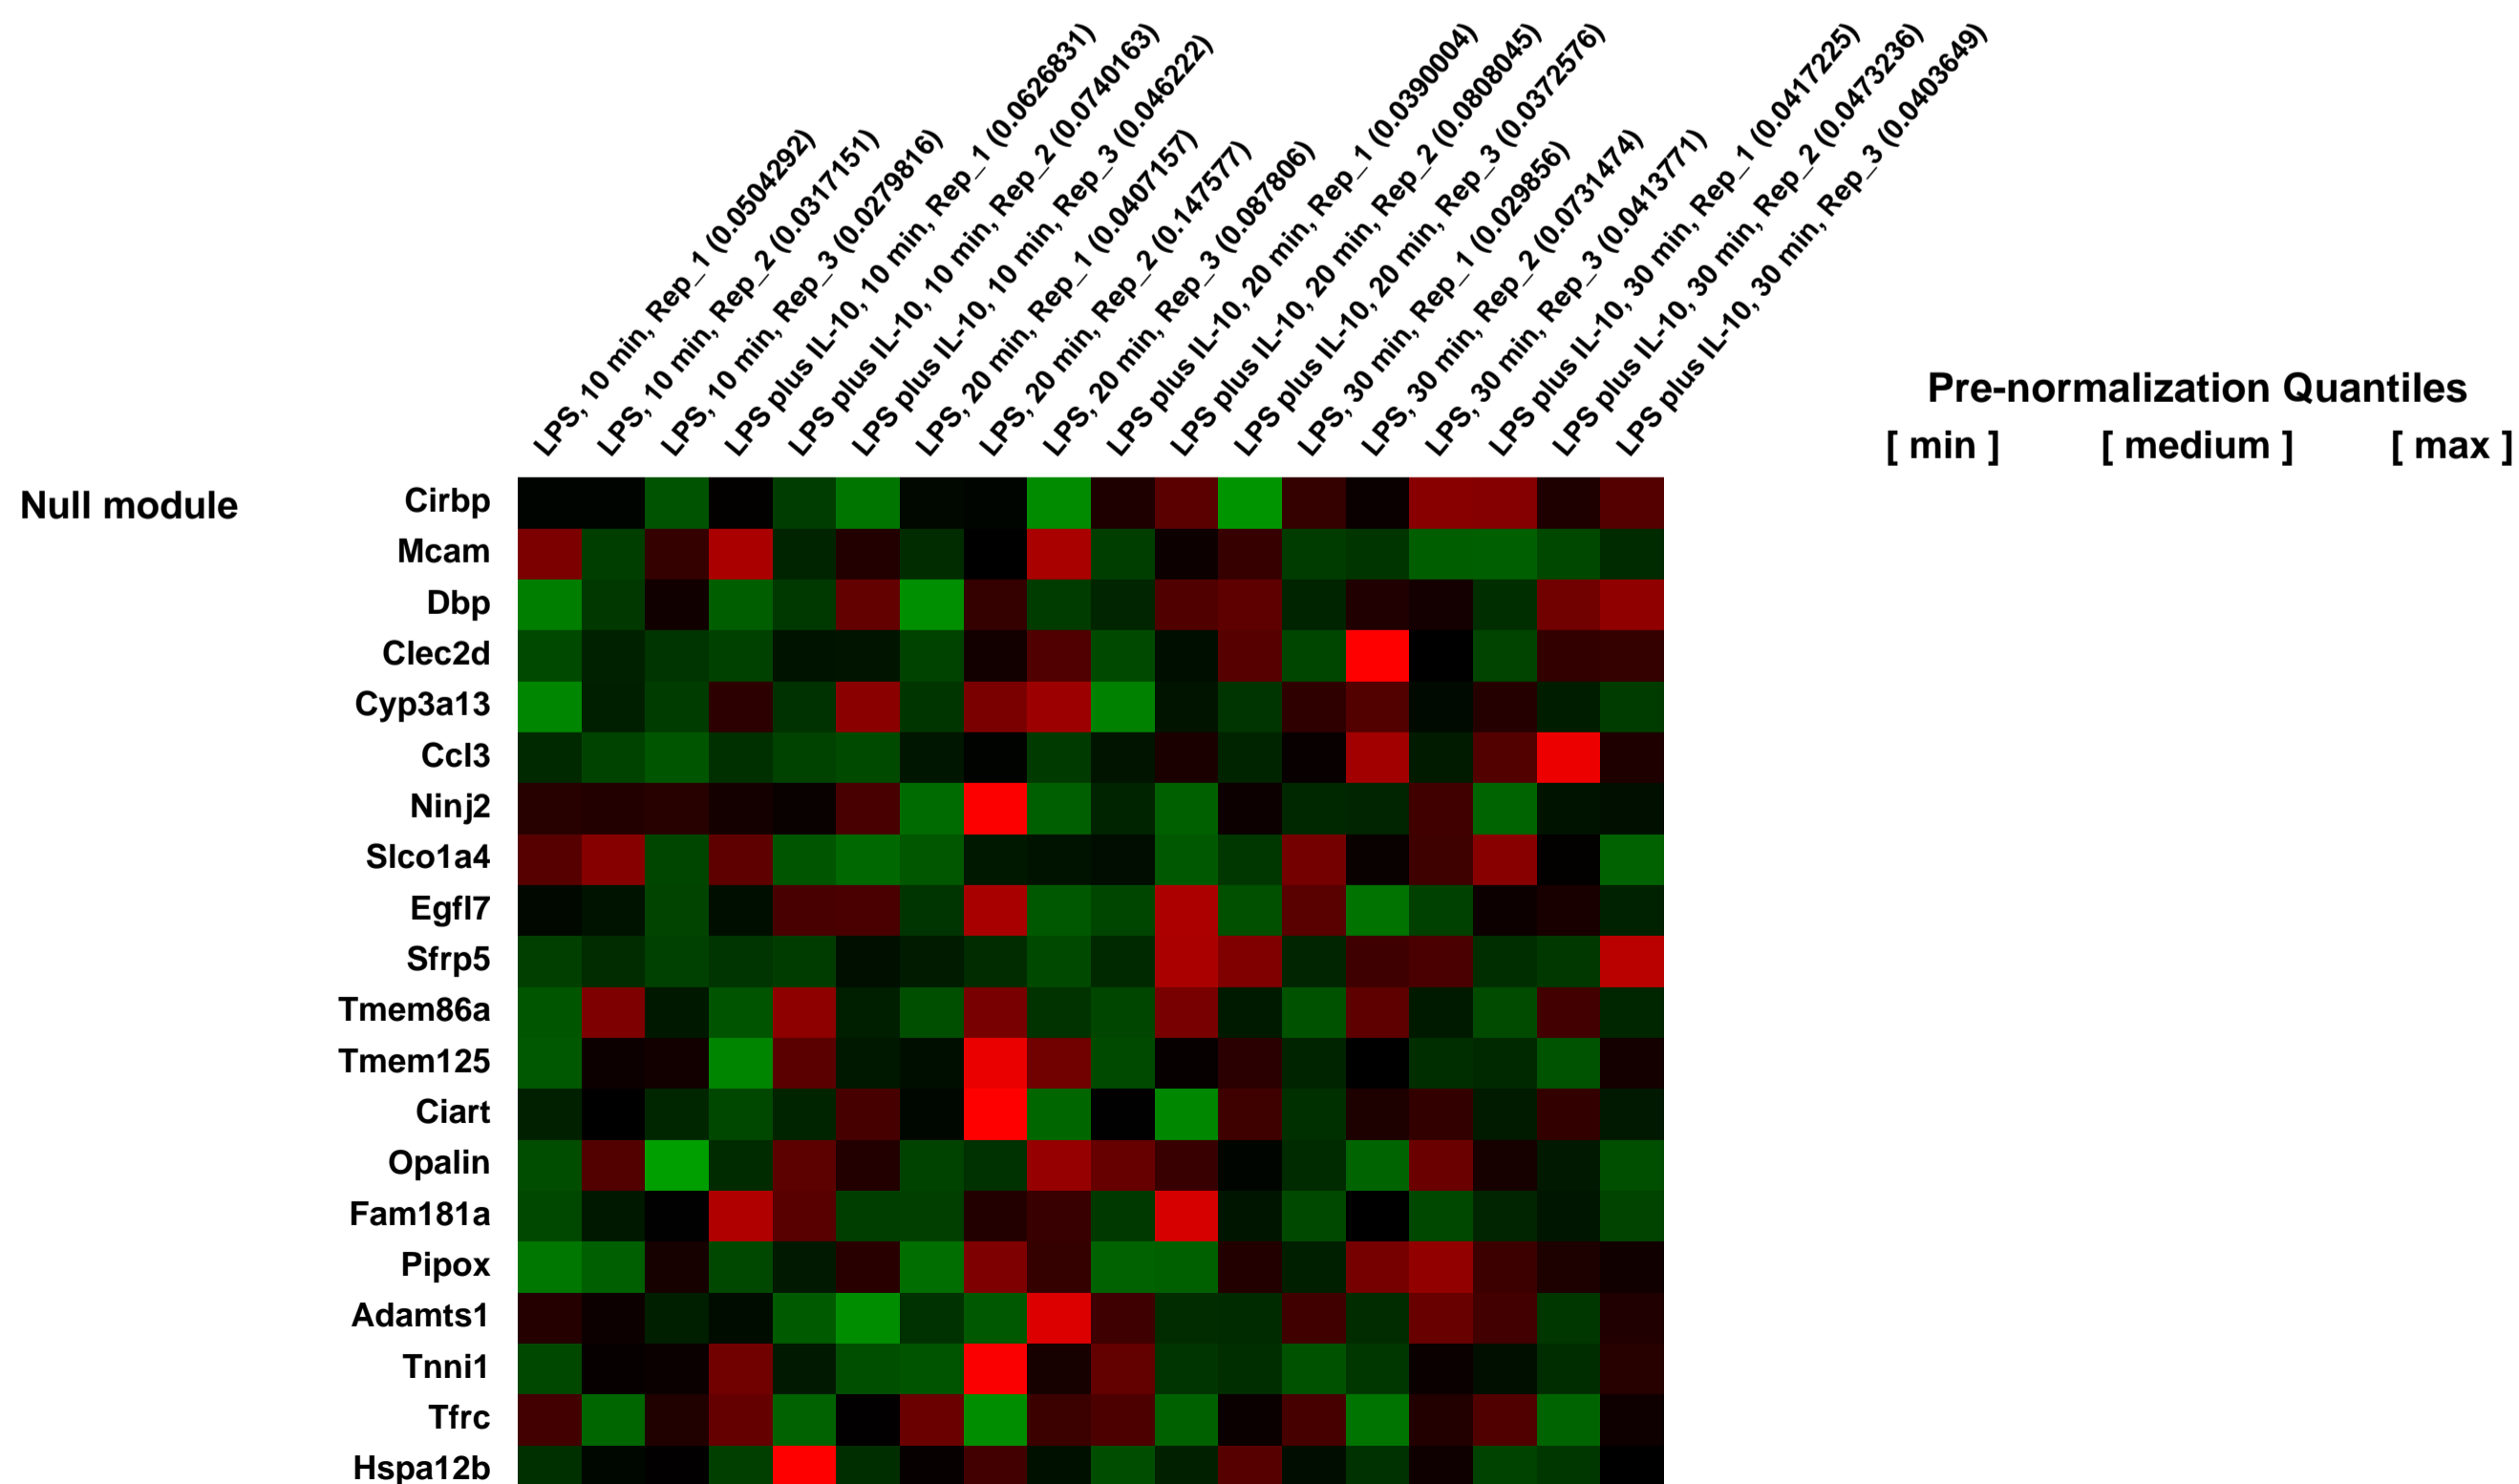 LPS, 10 min, Rep_1 (0.0504292)
LPS, 10 min, Rep_2 (0.0317151)
LPS, 10 min, Rep_3 (0.0279816)
LPS plus IL-10, 10 min, Rep_1 (0.0626831)
LPS plus IL-10, 10 min, Rep_2 (0.0740163)
LPS plus IL-10, 10 min, Rep_3 (0.046222)
LPS, 20 min, Rep_1 (0.0407157)
LPS, 20 min, Rep_2 (0.147577)
LPS, 20 min, Rep_3 (0.087806)
LPS plus IL-10, 20 min, Rep_1 (0.0390004)
LPS plus IL-10, 20 min, Rep_2 (0.0808045)
LPS plus IL-10, 20 min, Rep_3 (0.0372576)
LPS, 30 min, Rep_1 (0.029856)
LPS, 30 min, Rep_2 (0.0731474)
LPS, 30 min, Rep_3 (0.0413771)
LPS plus IL-10, 30 min, Rep_1 (0.0417225)
LPS plus IL-10, 30 min, Rep_2 (0.0473236)
LPS plus IL-10, 30 min, Rep_3 (0.0403649)
Pre-normalization Quantiles
[ min ] [ medium ] [ max ]
Null module
Cirbp
Mcam
Dbp
Clec2d
Cyp3a13
Ccl3
Ninj2
Slco1a4
Egfl7
Sfrp5
Tmem86a
Tmem125
Ciart
Opalin
Fam181a
Pipox
Adamts1
Tnni1
Tfrc
Hspa12b